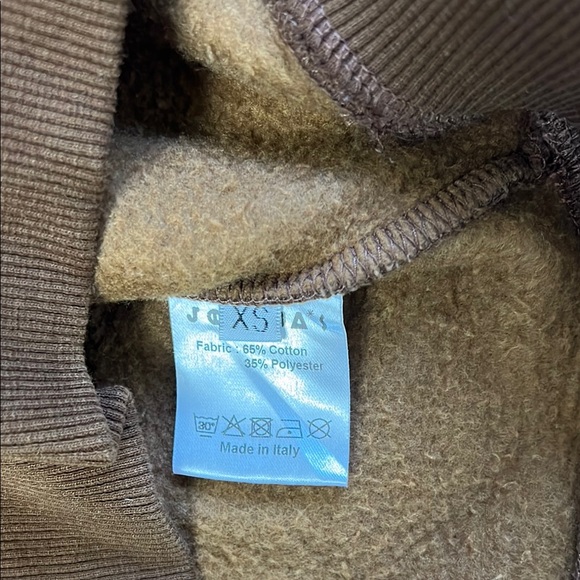 XS
Fabric : 65% Cotton
35% Polyester
30°
Made in Italy